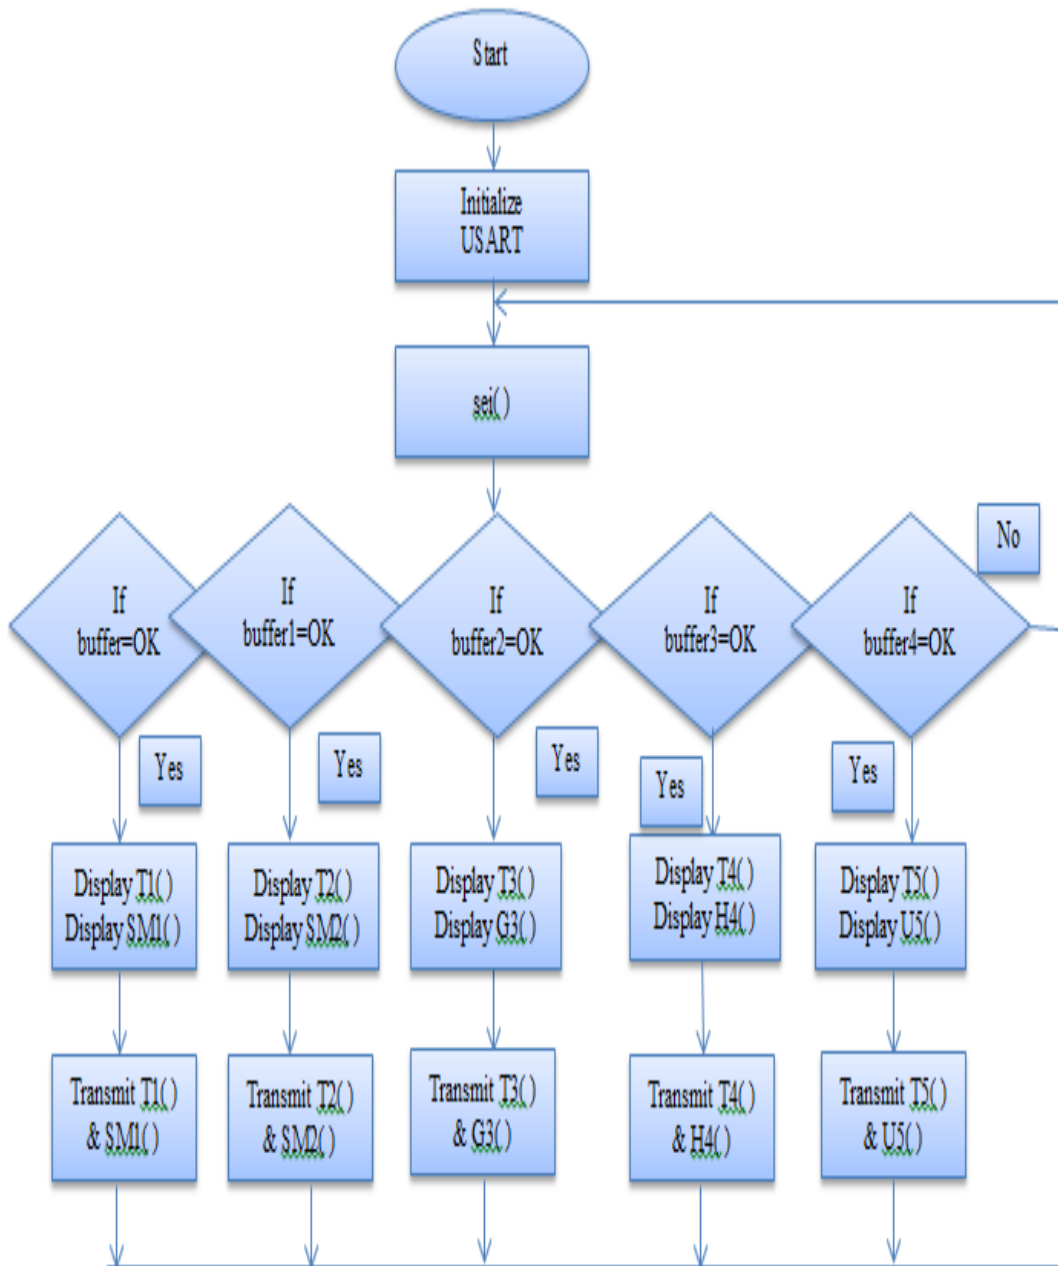 Start
Initialize
USART
sei( )
No
If
buffer=OK
If
buffer1=OK
If
buffer2=OK
If
buffer3=OK
If
buffer4=OK
Yes
Yes
Yes
Yes
Yes
Display T1( )
Display SM1( )
Display T2( )
Display SM2( )
Display T3( )
Display G3( )
Display T4( )
Display H4( )
Display T5( )
Display U5( )
Transmit T1( )
& SM1( )
Transmit T2( )
& SM2( )
Transmit T3( )
& G3( )
Transmit T4( )
& H4( )
Transmit T5( )
& U5( )